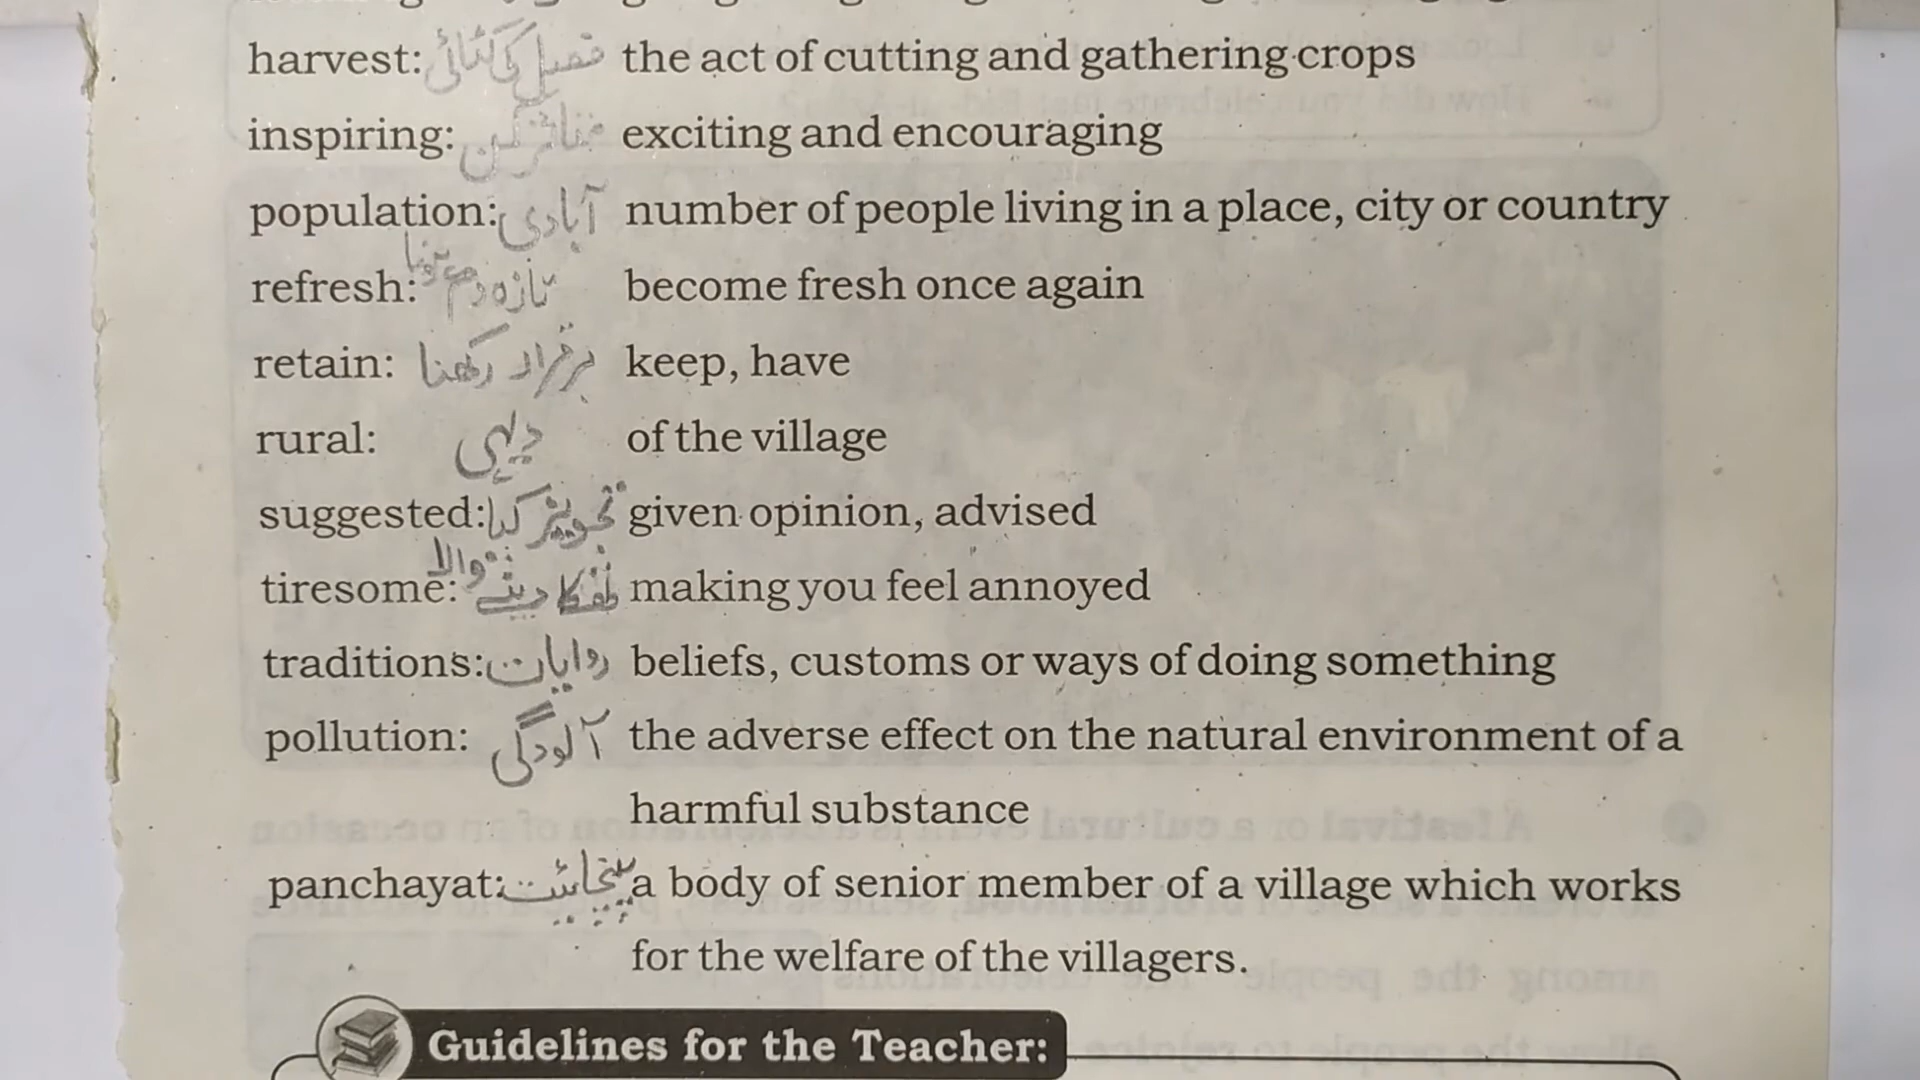 harvest: فصل کی کٹائی the act of cutting and gathering crops
inspiring: متاثر کن exciting and encouraging
population: آبادی number of people living in a place, city or country
refresh: تازہ دم ہونا become fresh once again
retain: برقرار رکھنا keep, have
rural: دیہی of the village
suggested: تجویز کیا given opinion, advised
tiresome: تھکا دینے والا making you feel annoyed
traditions: روایات beliefs, customs or ways of doing something
pollution: آلودگی the adverse effect on the natural environment of a
harmful substance
panchayat: پنچائت a body of senior member of a village which works
for the welfare of the villagers.
Guidelines for the Teacher: